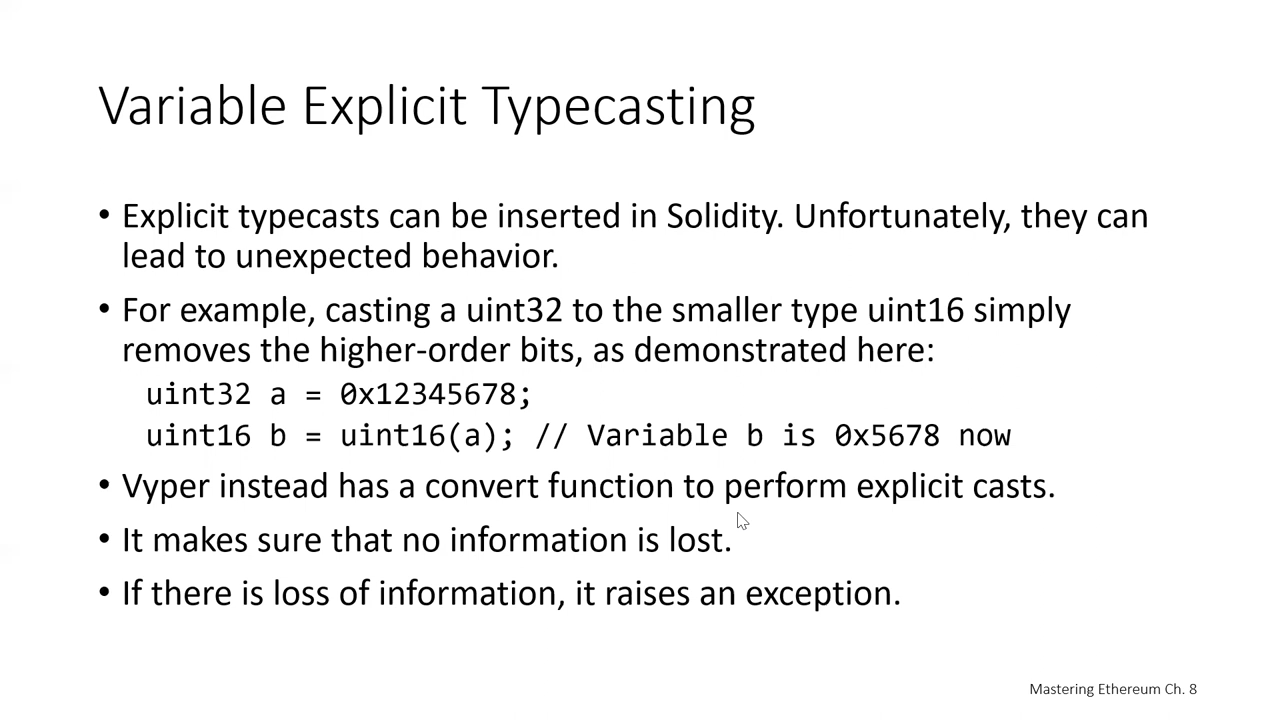 Variable Explicit Typecasting
• Explicit typecasts can be inserted in Solidity. Unfortunately, they can
lead to unexpected behavior.
• For example, casting a uint32 to the smaller type uint16 simply
removes the higher-order bits, as demonstrated here:
uint32 a = 0x12345678;
uint16 b = uint16(a); // Variable b is 0x5678 now
• Vyper instead has a convert function to perform explicit casts.
• It makes sure that no information is lost.
• If there is loss of information, it raises an exception.
Mastering Ethereum Ch. 8